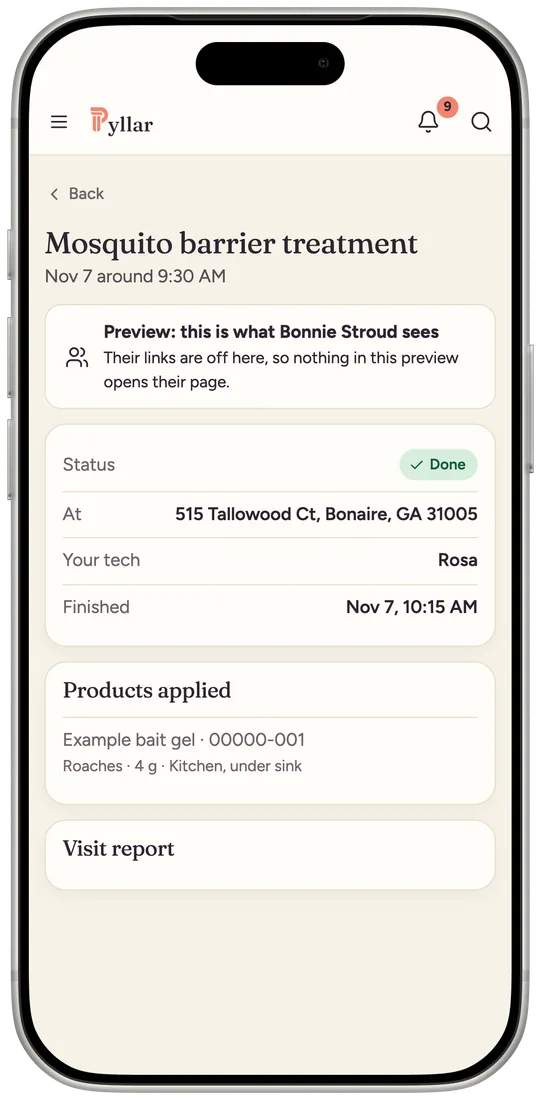 Pyllar
9
Back
Mosquito barrier treatment
Nov 7 around 9:30 AM
Preview: this is what Bonnie Stroud sees
Their links are off here, so nothing in this preview
opens their page.
Status Done
At 515 Tallowood Ct, Bonaire, GA 31005
Your tech Rosa
Finished Nov 7, 10:15 AM
Products applied
Example bait gel · 00000-001
Roaches · 4 g · Kitchen, under sink
Visit report